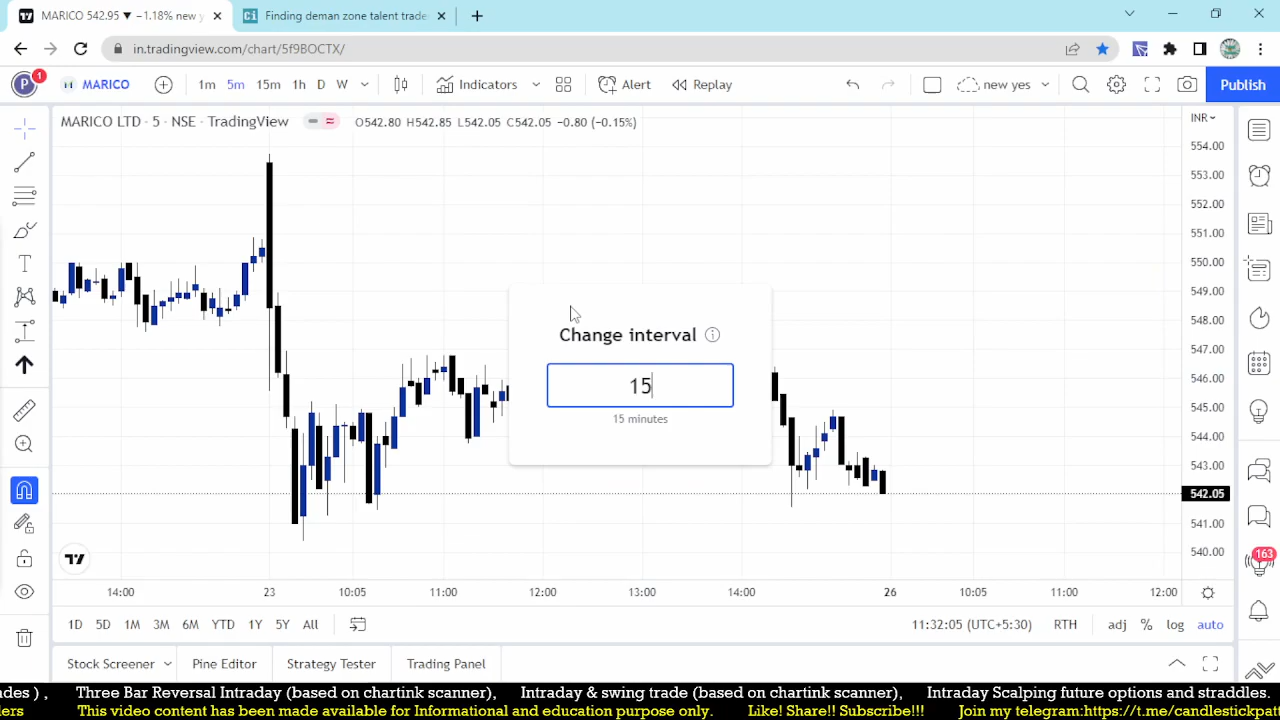 MARICO 542.95 ▼ −1.18% new y
Finding deman zone talent trade
in.tradingview.com/chart/5f9BOCTX/
P 1 MARICO 1m 5m 15m 1h D W Indicators Alert Replay new yes Publish
MARICO LTD · 5 · NSE · TradingView O542.80 H542.85 L542.05 C542.05 −0.80 (−0.15%)
INR
554.00
553.00
552.00
551.00
550.00
549.00
548.00
547.00
546.00
545.00
544.00
543.00
542.05
541.00
540.00
Change interval
15
15 minutes
163
14:00 23 10:05 11:00 12:00 13:00 14:00 26 10:05 11:00 12:00
1D 5D 1M 3M 6M YTD 1Y 5Y All 11:32:05 (UTC+5:30) RTH adj % log auto
Stock Screener Pine Editor Strategy Tester Trading Panel
ndes ), Three Bar Reversal Intraday (based on chartink scanner), Intraday & swing trade (based on chartink scanner), Intraday Scalping future options and straddles.
lers This video content has been made available for Informational and education purpose only. Like! Share!! Subscribe!!! Join my telegram:https://t.me/candlestickpat